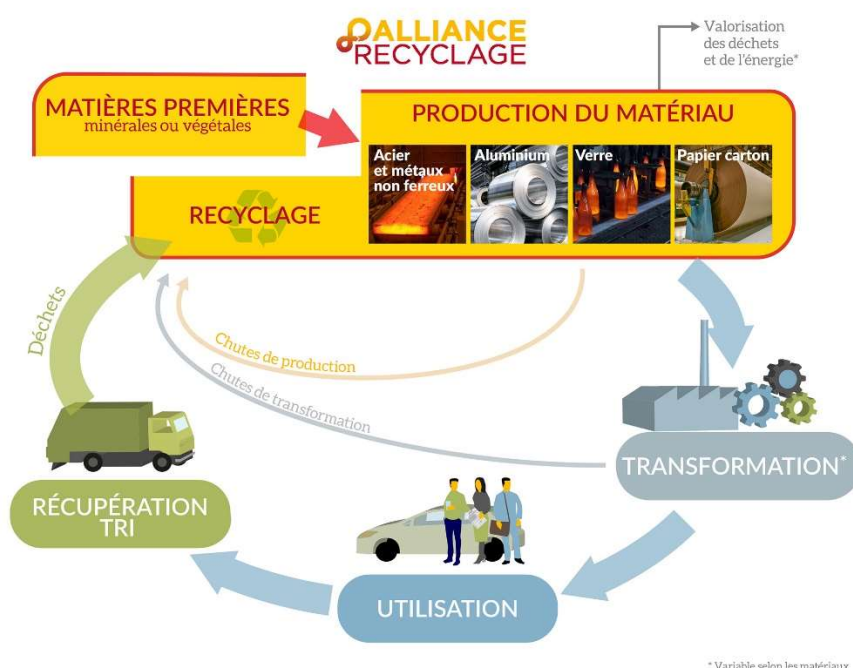 ALLIANCE
RECYCLAGE
Valorisation
des déchets
et de l'énergie*
MATIÈRES PREMIÈRES
minérales ou végétales
PRODUCTION DU MATÉRIAU
Acier
et métaux
non ferreux
Aluminium
Verre
Papier carton
RECYCLAGE
Déchets
Chutes de production
Chutes de transformation
TRANSFORMATION*
RÉCUPÉRATION
TRI
UTILISATION
* Variable selon les matériaux